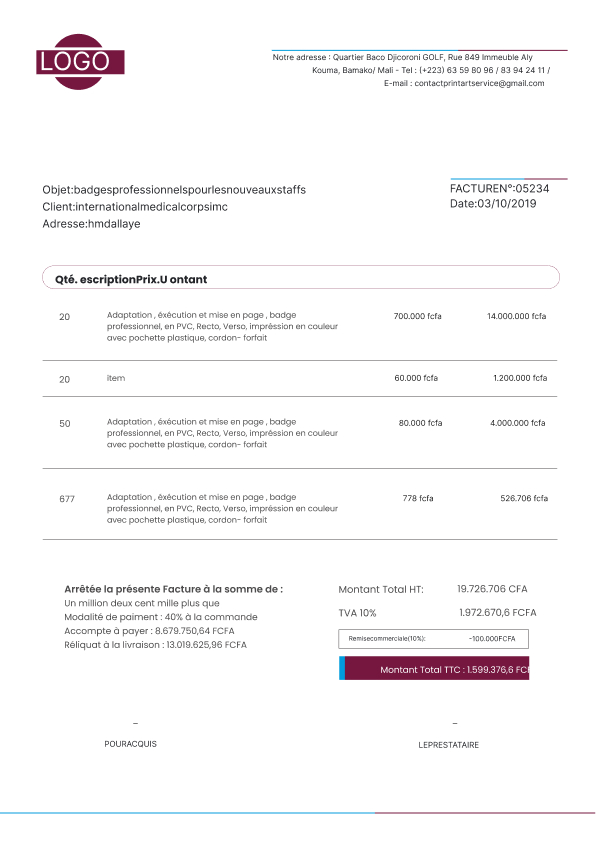 LOGO
Notre adresse : Quartier Baco Djicoroni GOLF, Rue 849 Immeuble Aly
Kouma, Bamako/ Mali - Tel : (+223) 63 59 80 96 / 83 94 24 11 /
E-mail : contactprintartservice@gmail.com
Objet:badgesprofessionnelspourlesnouveauxstaffs
Client:internationalmedicalcorpsimc
Adresse:hmdallaye
FACTUREN°:05234
Date:03/10/2019
Qté. escriptionPrix.U ontant
20 Adaptation , éxécution et mise en page , badge 700.000 fcfa 14.000.000 fcfa
professionnel, en PVC, Recto, Verso, impréssion en couleur
avec pochette plastique, cordon- forfait
20 item 60.000 fcfa 1.200.000 fcfa
50 Adaptation , éxécution et mise en page , badge 80.000 fcfa 4.000.000 fcfa
professionnel, en PVC, Recto, Verso, impréssion en couleur
avec pochette plastique, cordon- forfait
677 Adaptation , éxécution et mise en page , badge 778 fcfa 526.706 fcfa
professionnel, en PVC, Recto, Verso, impréssion en couleur
avec pochette plastique, cordon- forfait
Arrêtée la présente Facture à la somme de :
Un million deux cent mille plus que
Modalité de paiment : 40% à la commande
Accompte à payer : 8.679.750,64 FCFA
Réliquat à la livraison : 13.019.625,96 FCFA
Montant Total HT: 19.726.706 CFA
TVA 10% 1.972.670,6 FCFA
Remisecommerciale(10%): -100.000FCFA
Montant Total TTC : 1.599.376,6 FCF
_ _
POURACQUIS LEPRESTATAIRE